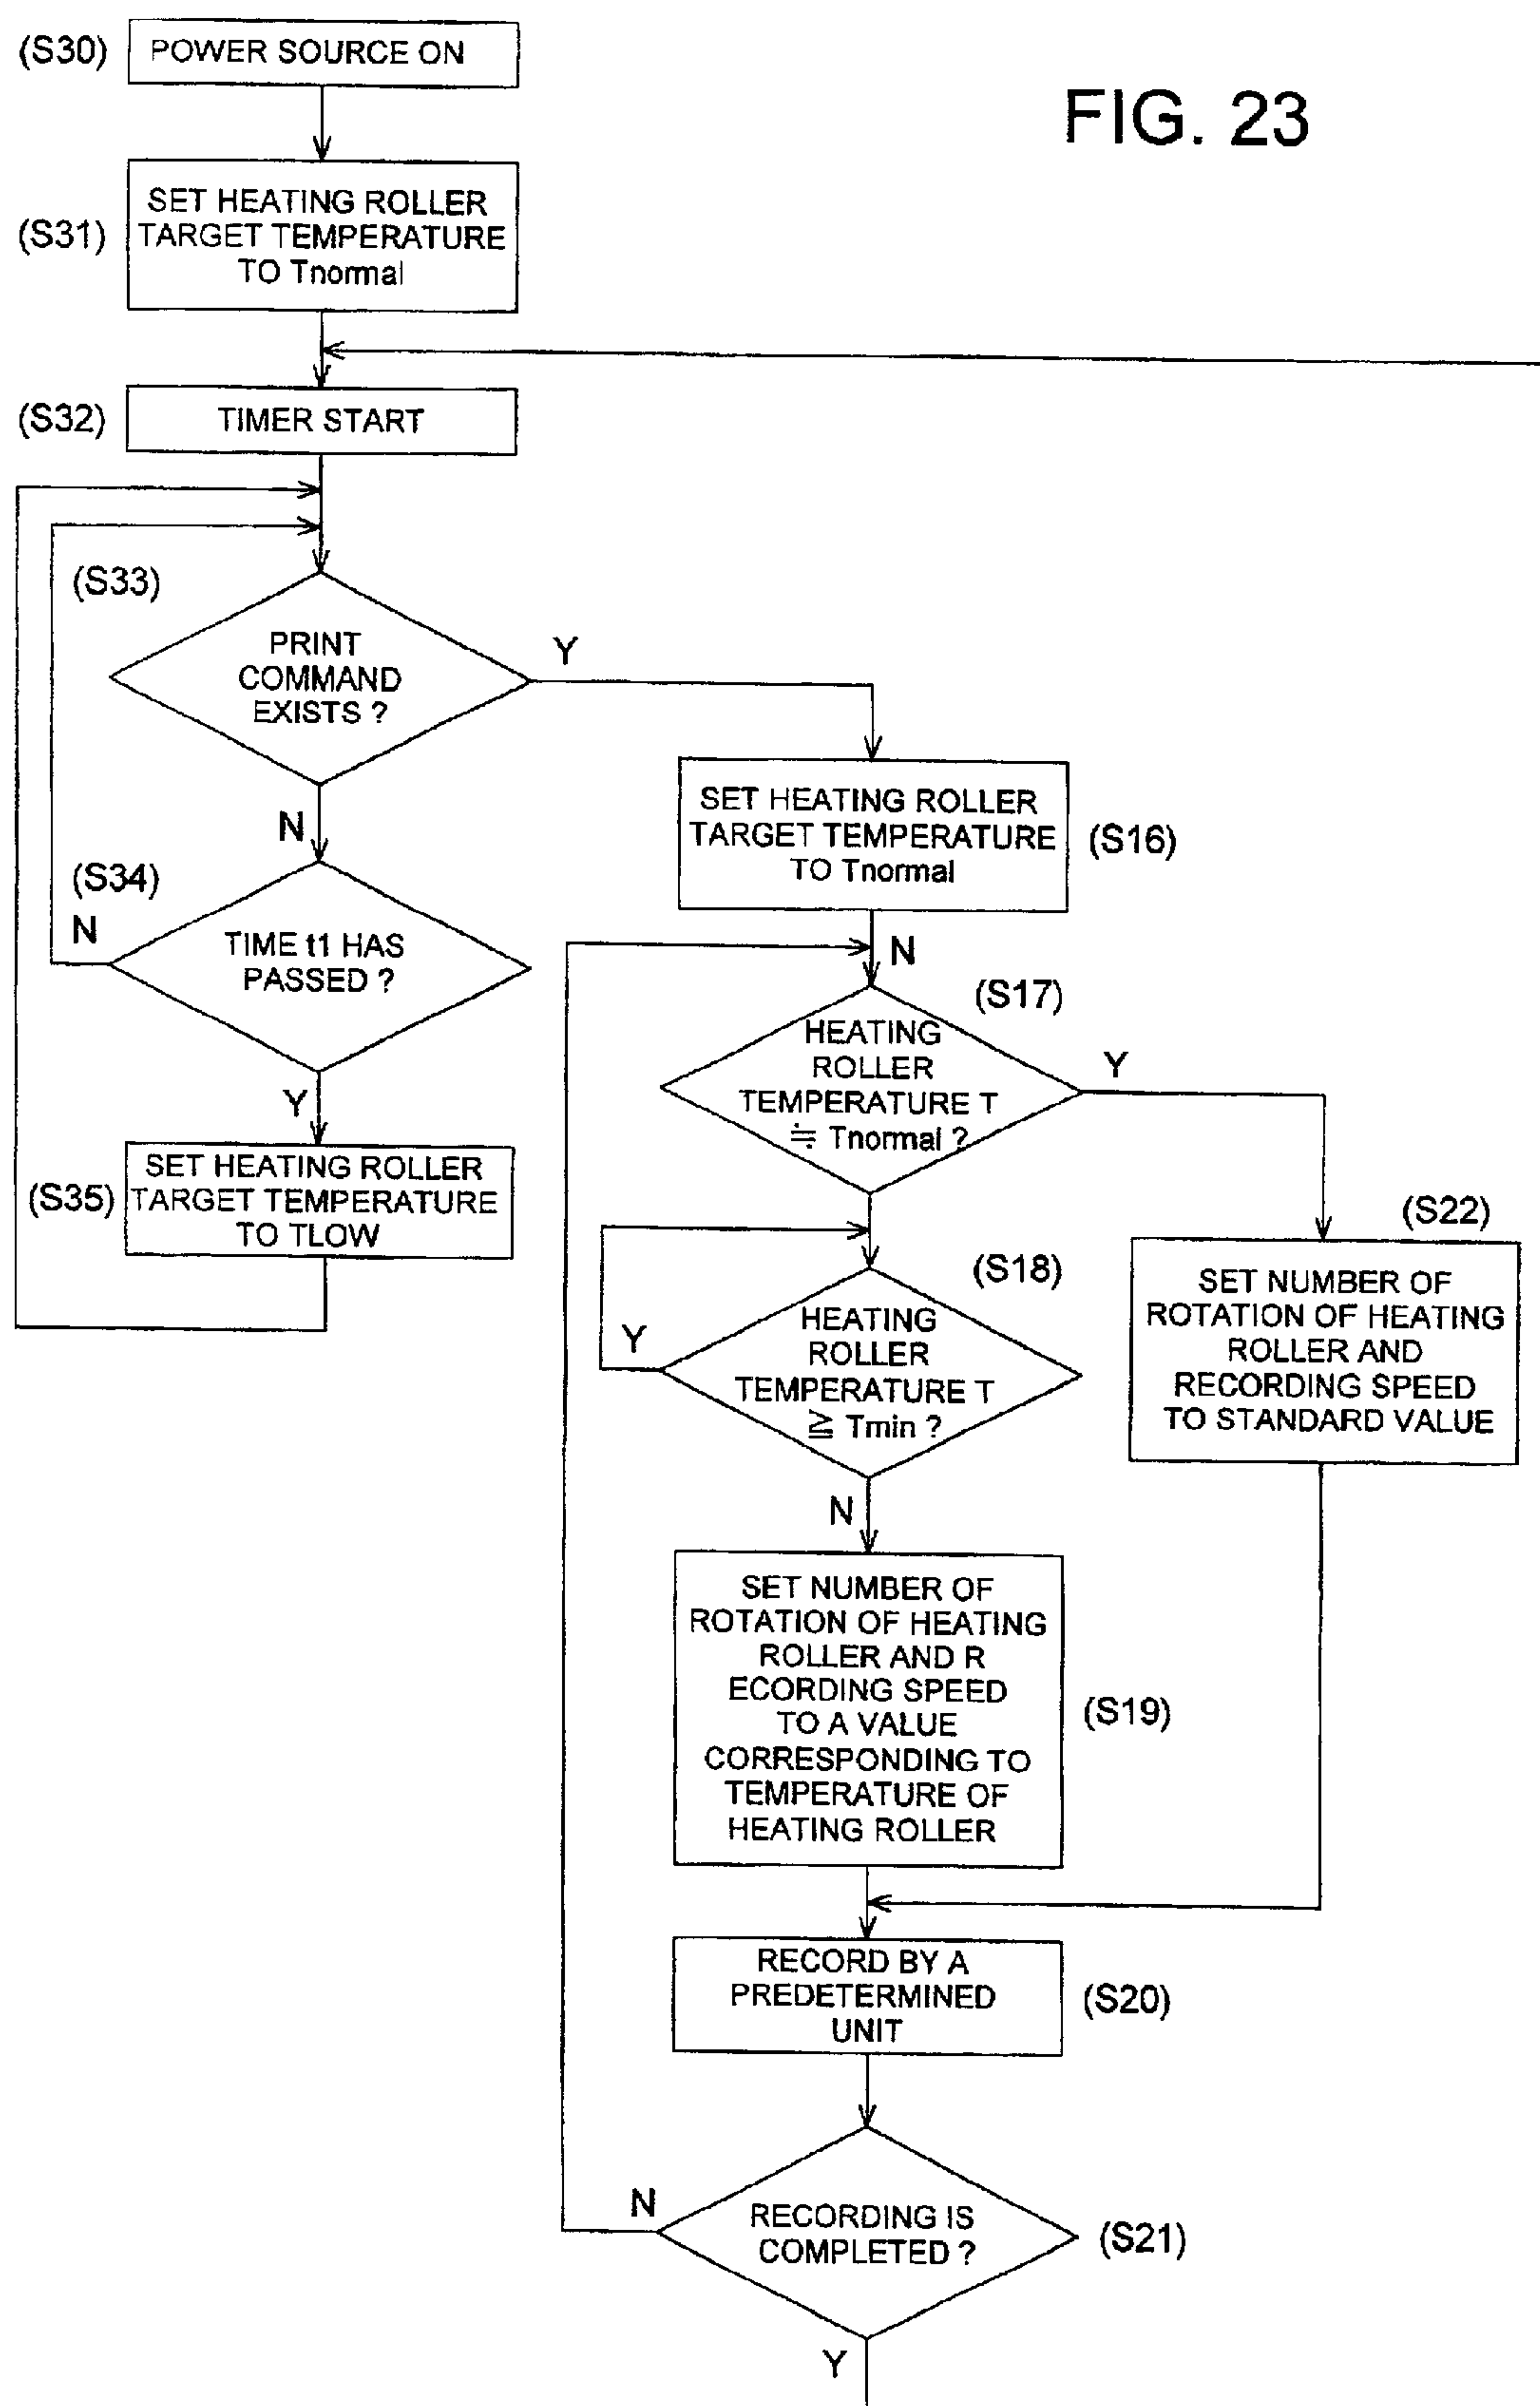 FIG. 23
(S30)
POWER SOURCE ON
(S31)
SET HEATING ROLLER
TARGET TEMPERATURE
TO Tnormal
(S32)
TIMER START
(S33)
PRINT
COMMAND
EXISTS ?
Y
N
(S34)
N
TIME t1 HAS
PASSED ?
Y
(S35)
SET HEATING ROLLER
TARGET TEMPERATURE
TO TLOW
SET HEATING ROLLER
TARGET TEMPERATURE
TO Tnormal
(S16)
N
(S17)
HEATING
ROLLER
TEMPERATURE T
≒ Tnormal ?
Y
(S22)
SET NUMBER OF
ROTATION OF HEATING
ROLLER AND
RECORDING SPEED
TO STANDARD VALUE
(S18)
HEATING
ROLLER
TEMPERATURE T
≧ Tmin ?
Y
N
SET NUMBER OF
ROTATION OF HEATING
ROLLER AND R
ECORDING SPEED
TO A VALUE
CORRESPONDING TO
TEMPERATURE OF
HEATING ROLLER
(S19)
RECORD BY A
PREDETERMINED
UNIT
(S20)
N
RECORDING IS
COMPLETED ?
(S21)
Y